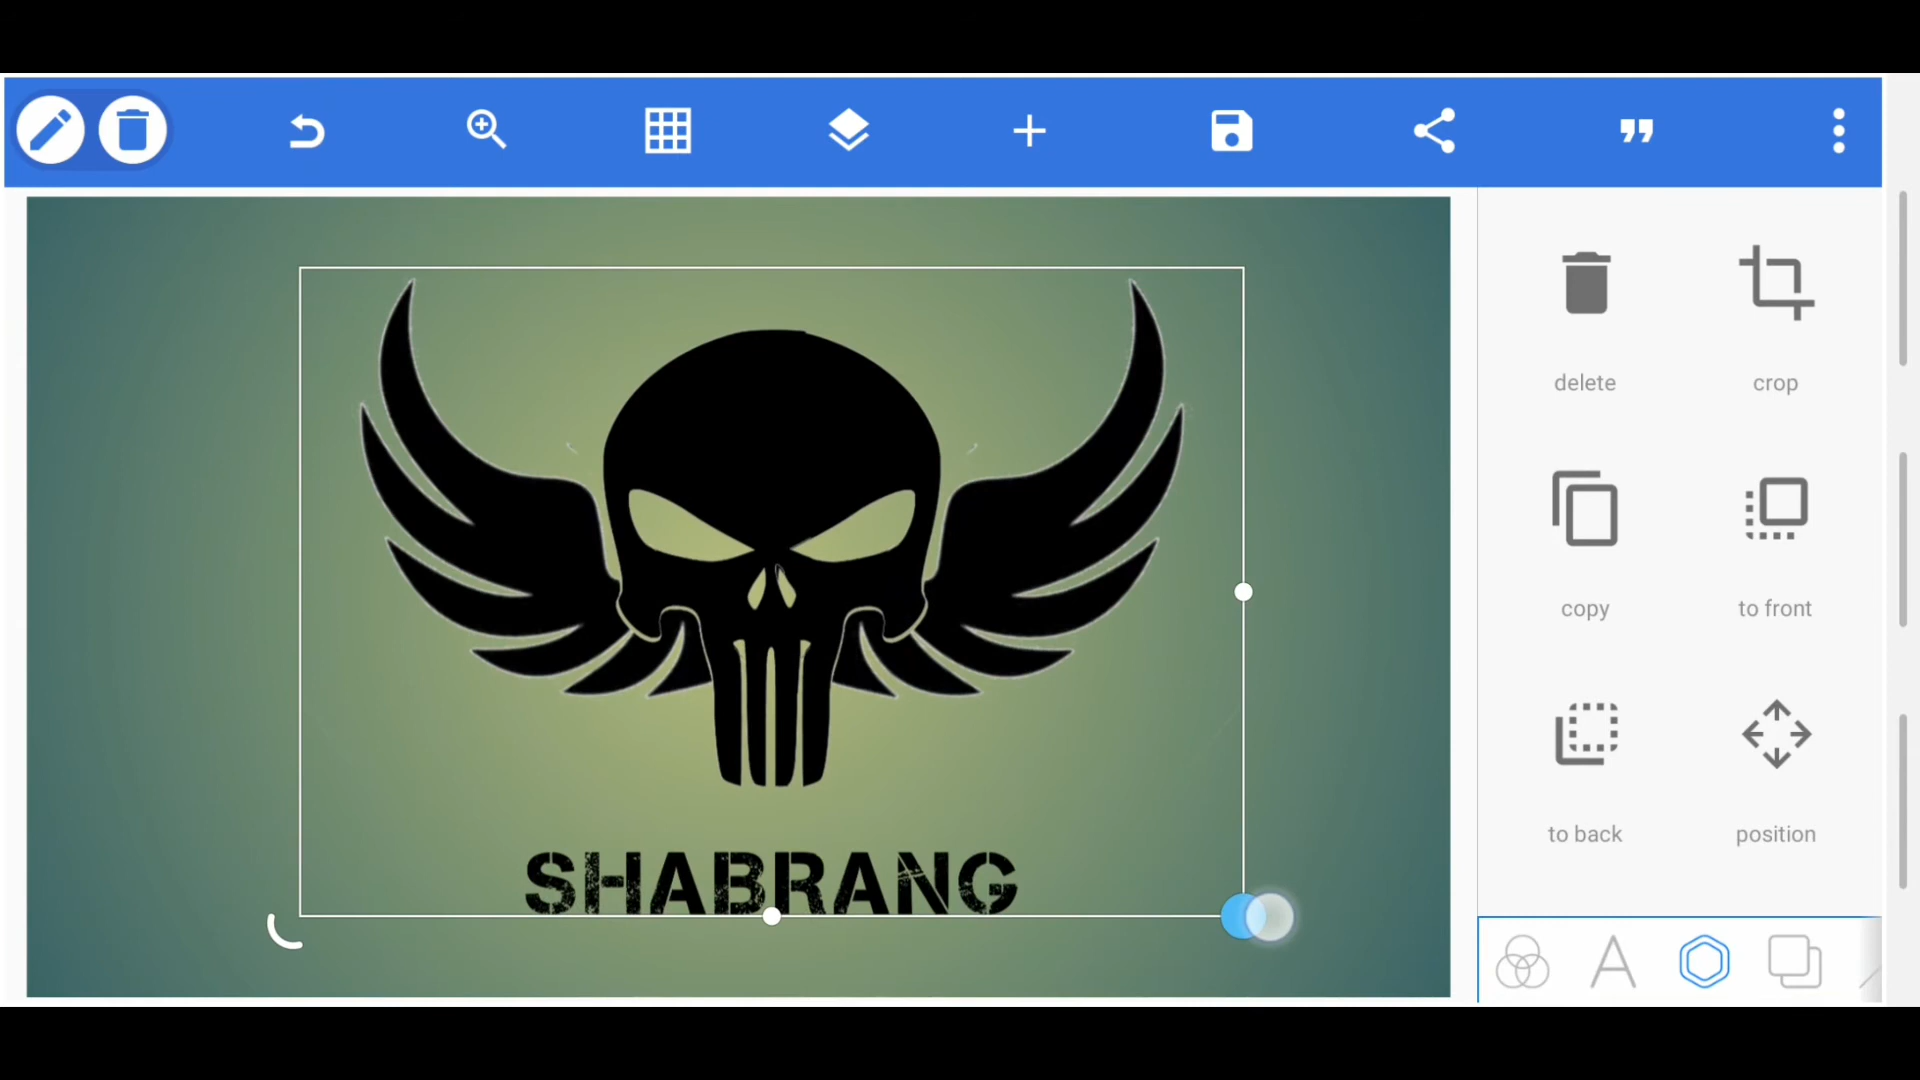 delete
crop
copy
to front
to back
position
SHABRANG